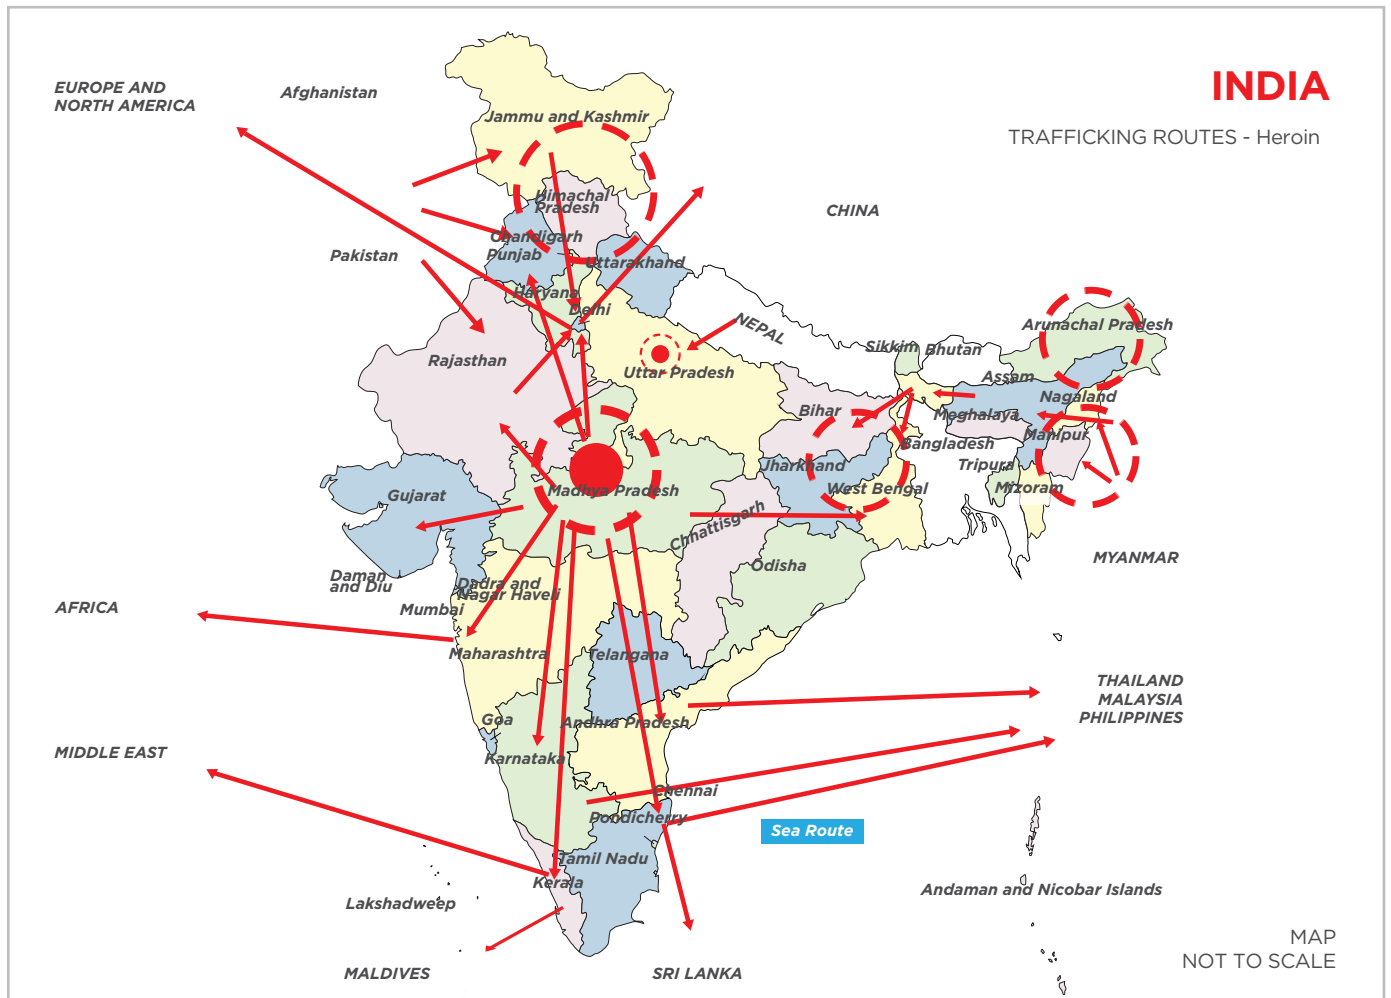 INDIA
TRAFFICKING ROUTES - Heroin
EUROPE AND
NORTH AMERICA
Afghanistan
Jammu and Kashmir
CHINA
Himachal
Pradesh
Chandigarh
Punjab
Pakistan
Uttarakhand
Haryana
Delhi
NEPAL
Arunachal Pradesh
Sikkim
Bhutan
Rajasthan
Uttar Pradesh
Assam
Nagaland
Bihar
Meghalaya
Manipur
Bangladesh
Jharkhand
Tripura
Mizoram
Madhya Pradesh
West Bengal
Gujarat
Chhattisgarh
MYANMAR
Odisha
Daman
and Diu
Dadra and
Nagar Haveli
AFRICA
Mumbai
Maharashtra
Telangana
THAILAND
MALAYSIA
PHILIPPINES
Goa
Andhra Pradesh
MIDDLE EAST
Karnataka
Chennai
Pondicherry
Sea Route
Tamil Nadu
Kerala
Andaman and Nicobar Islands
Lakshadweep
MALDIVES
SRI LANKA
MAP
NOT TO SCALE